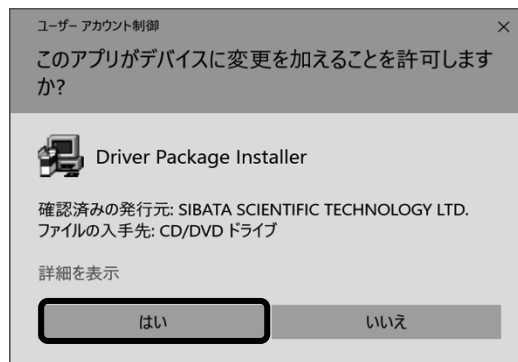 ユーザー アカウント制御
このアプリがデバイスに変更を加えることを許可します
か?
Driver Package Installer
確認済みの発行元: SIBATA SCIENTIFIC TECHNOLOGY LTD.
ファイルの入手先: CD/DVD ドライブ
詳細を表示
はい いいえ